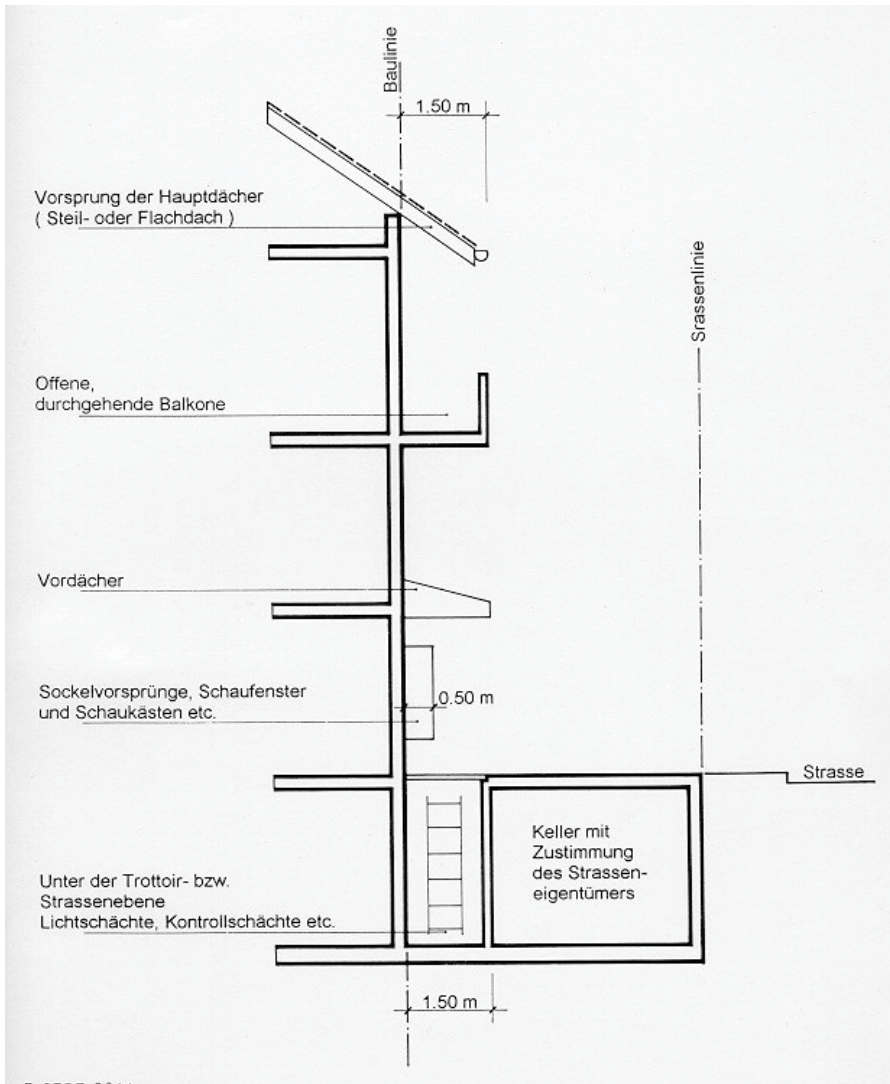 Baulinie
1.50 m
Vorsprung der Hauptdächer
( Steil- oder Flachdach )
Srassenlinie
Offene,
durchgehende Balkone
Vordächer
Sockelvorsprünge, Schaufenster
und Schaukästen etc.
0.50 m
Strasse
Keller mit
Zustimmung
des Strassen-
eigentümers
Unter der Trottoir- bzw.
Strassenebene
Lichtschächte, Kontrollschächte etc.
1.50 m